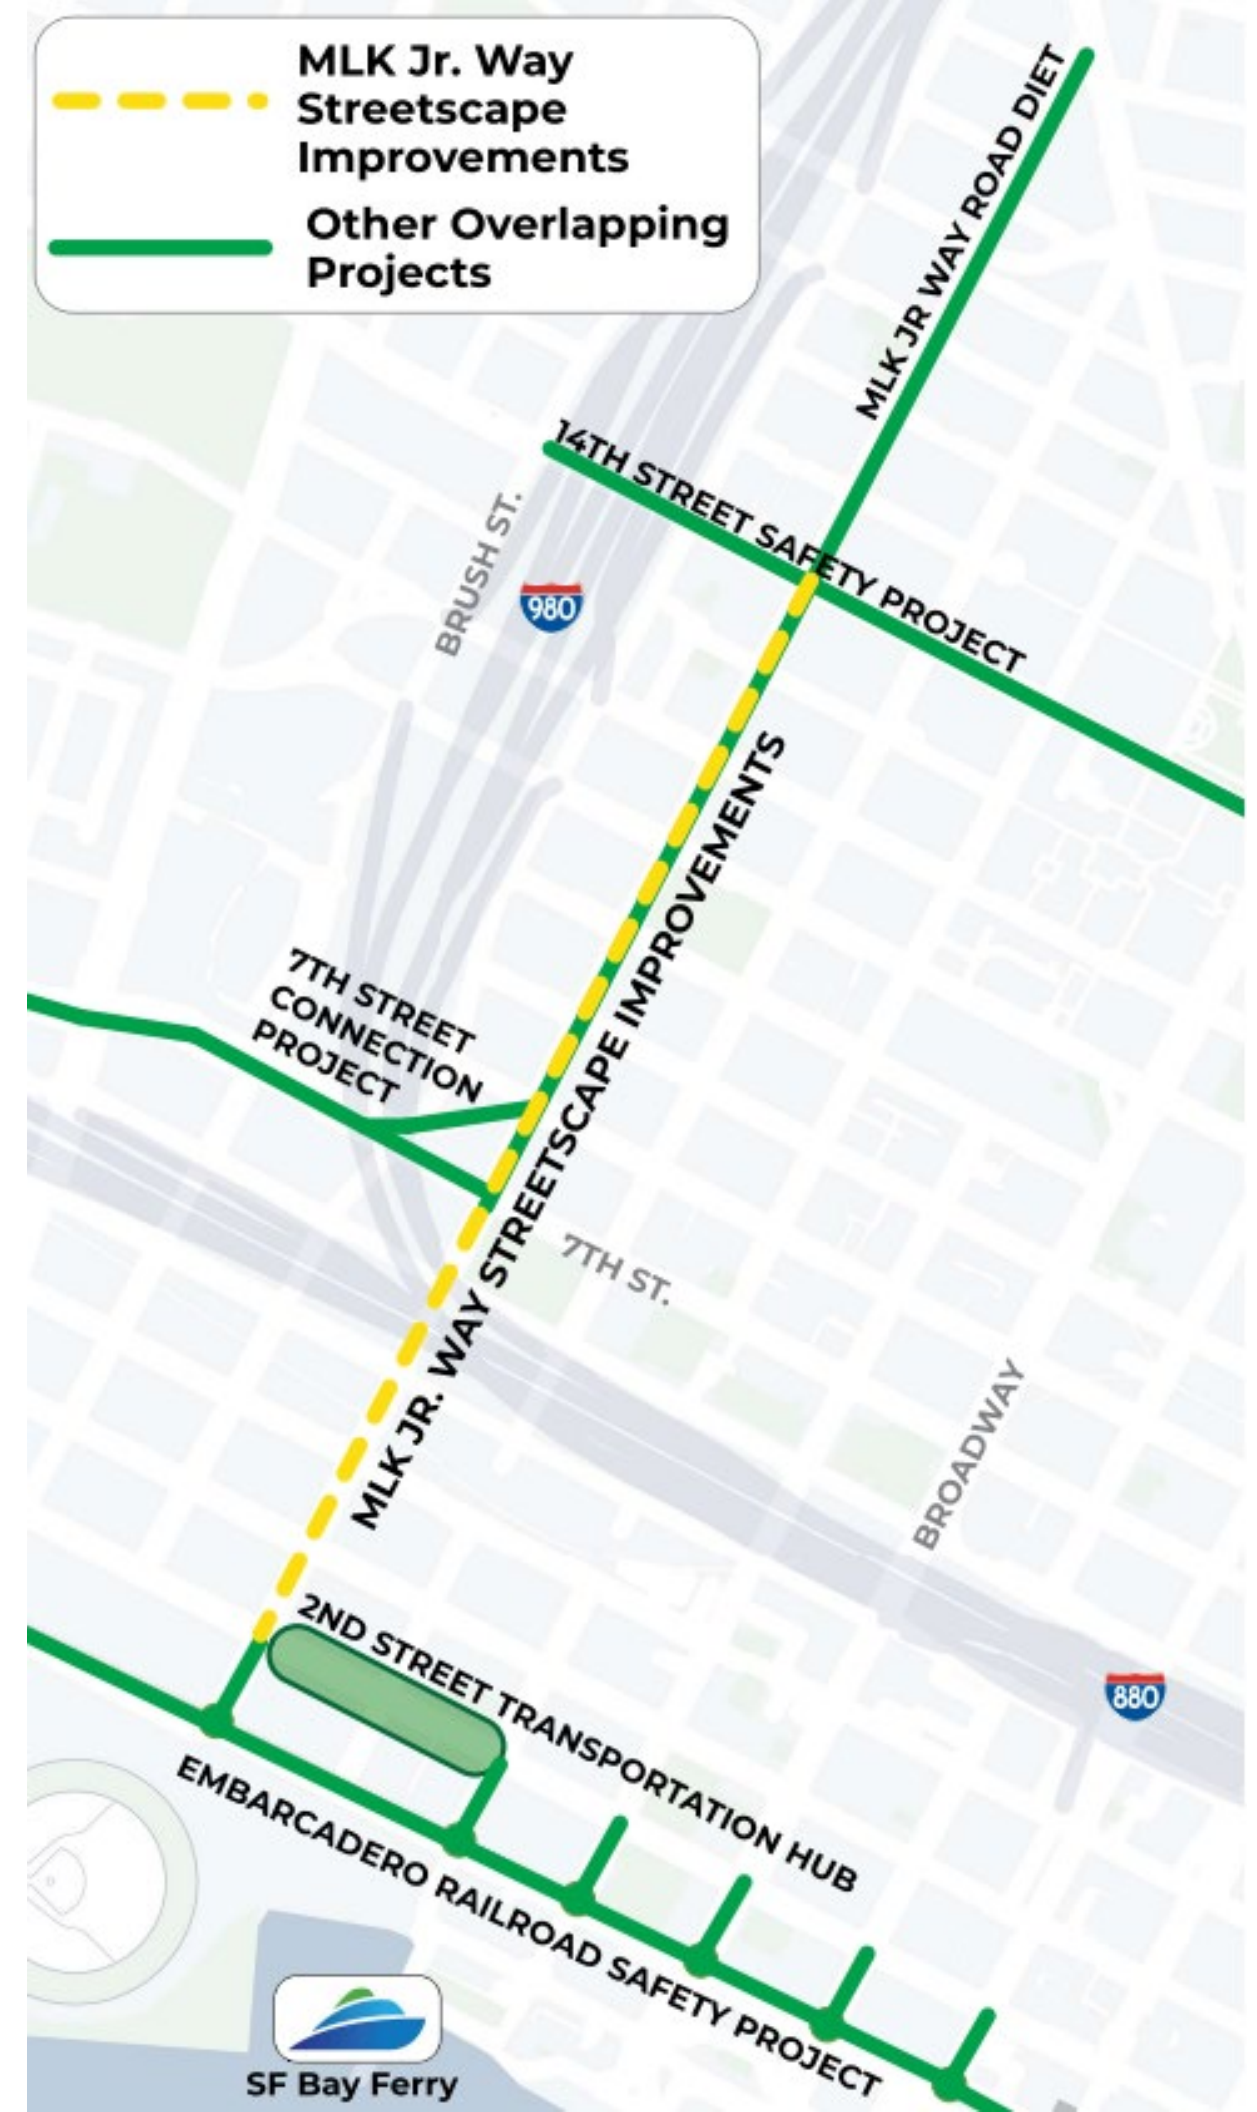 MLK Jr. Way
Streetscape
Improvements
Other Overlapping
Projects
MLK JR WAY ROAD DIET
14TH STREET SAFETY PROJECT
BRUSH ST.
980
MLK JR. WAY STREETSCAPE IMPROVEMENTS
7TH STREET
CONNECTION
PROJECT
7TH ST.
BROADWAY
2ND STREET TRANSPORTATION HUB
880
EMBARCADERO RAILROAD SAFETY PROJECT
SF Bay Ferry